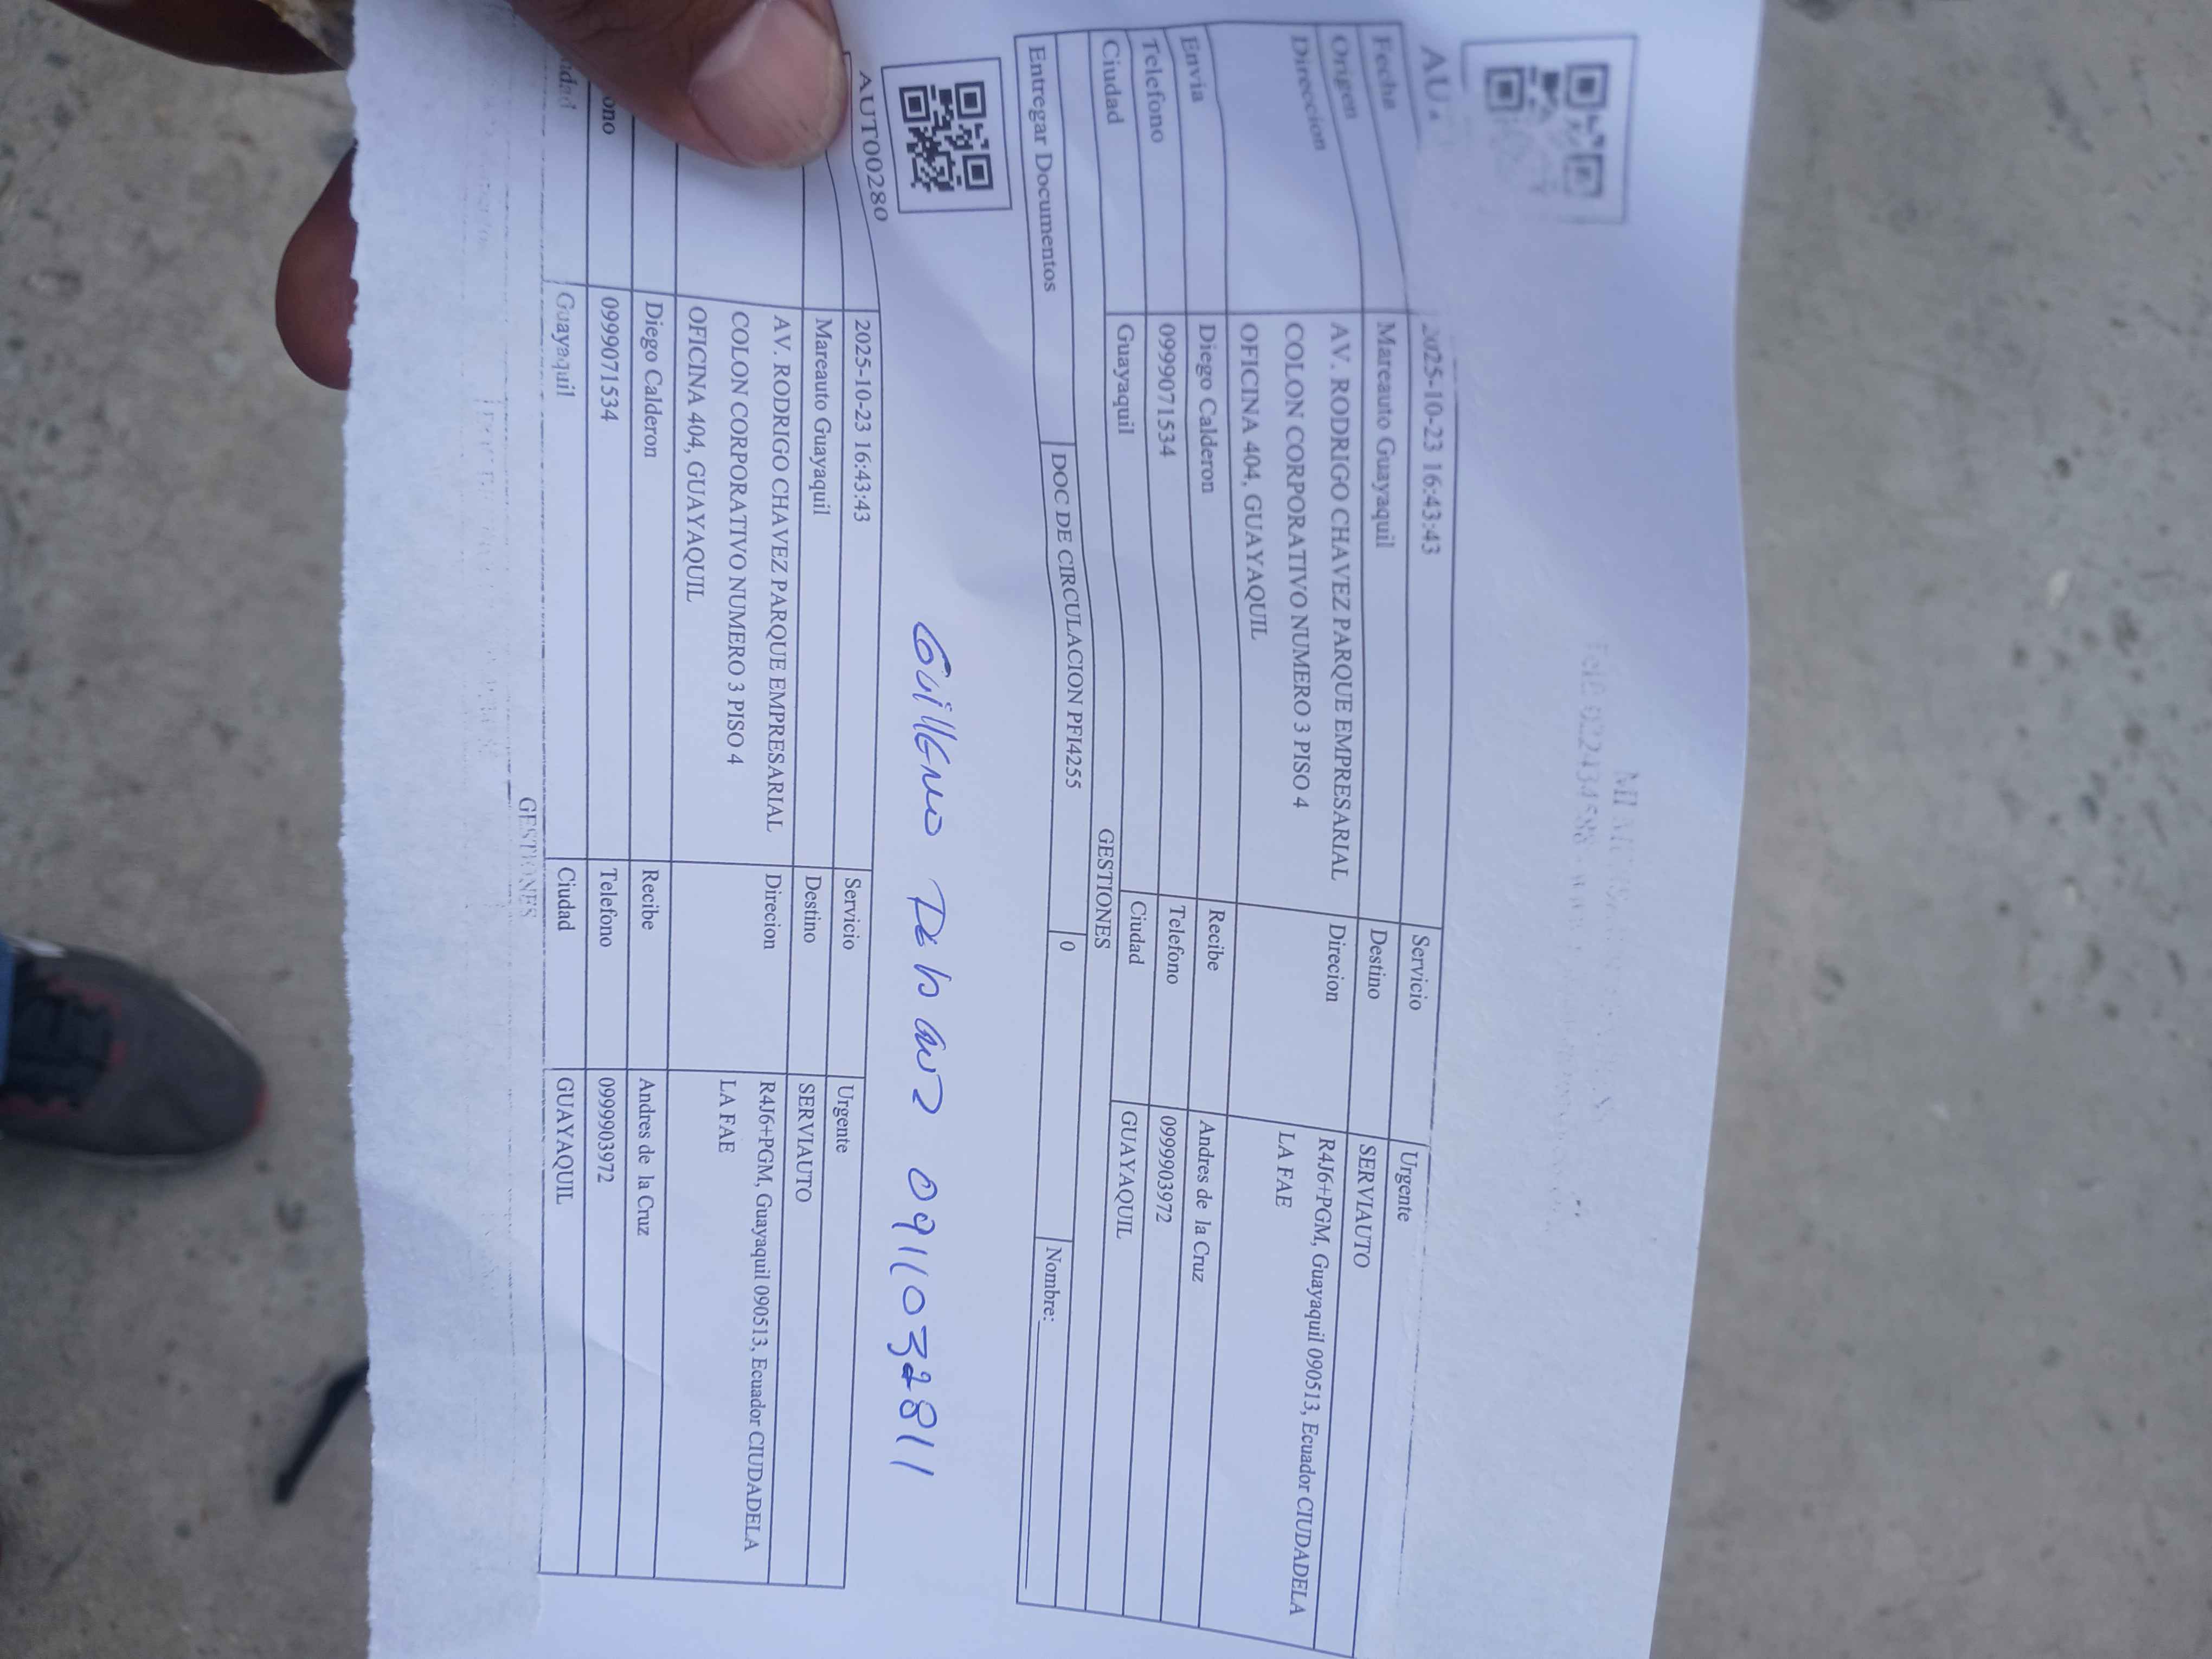 AU
2025-10-23 16:43:43 Servicio Urgente
Fecha
Origen Mareauto Guayaquil Destino SERVIAUTO
Direccion AV. RODRIGO CHAVEZ PARQUE EMPRESARIAL Direcion R4J6+PGM, Guayaquil 090513, Ecuador CIUDADELA
COLON CORPORATIVO NUMERO 3 PISO 4 LA FAE
OFICINA 404, GUAYAQUIL
Envia Diego Calderon Recibe Andres de la Cruz
Telefono 0999071534 Telefono 0999903972
Ciudad Guayaquil Ciudad GUAYAQUIL
GESTIONES
Entregar Documentos DOC DE CIRCULACION PFI4255 0 Nombre:
Guillermo 0911032811
AUT00280
2025-10-23 16:43:43 Servicio Urgente
Mareauto Guayaquil Destino SERVIAUTO
AV. RODRIGO CHAVEZ PARQUE EMPRESARIAL Direcion R4J6+PGM, Guayaquil 090513, Ecuador CIUDADELA
COLON CORPORATIVO NUMERO 3 PISO 4 LA FAE
OFICINA 404, GUAYAQUIL
Diego Calderon Recibe Andres de la Cruz
ono 0999071534 Telefono 0999903972
udad Guayaquil Ciudad GUAYAQUIL
GESTIONES